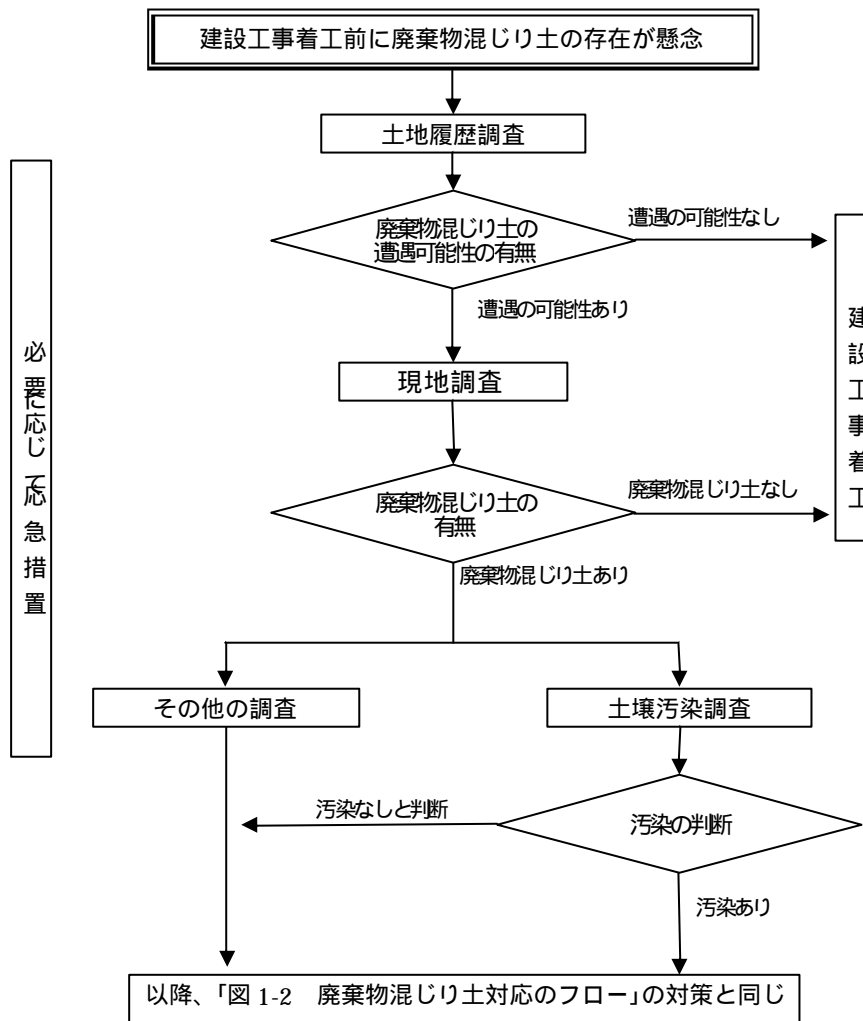 建設工事着工前に廃棄物混じり土の存在が懸念
土地履歴調査
廃棄物混じり土の
遭遇可能性の有無
遭遇の可能性なし
遭遇の可能性あり
現地調査
廃棄物混じり土の
有無
廃棄物混じり土なし
廃棄物混じり土あり
建設工事着工
必要に応じて応急措置
その他の調査
土壌汚染調査
汚染なしと判断
汚染の判断
汚染あり
以降、「図 1-2 廃棄物混じり土対応のフロー」の対策と同じ